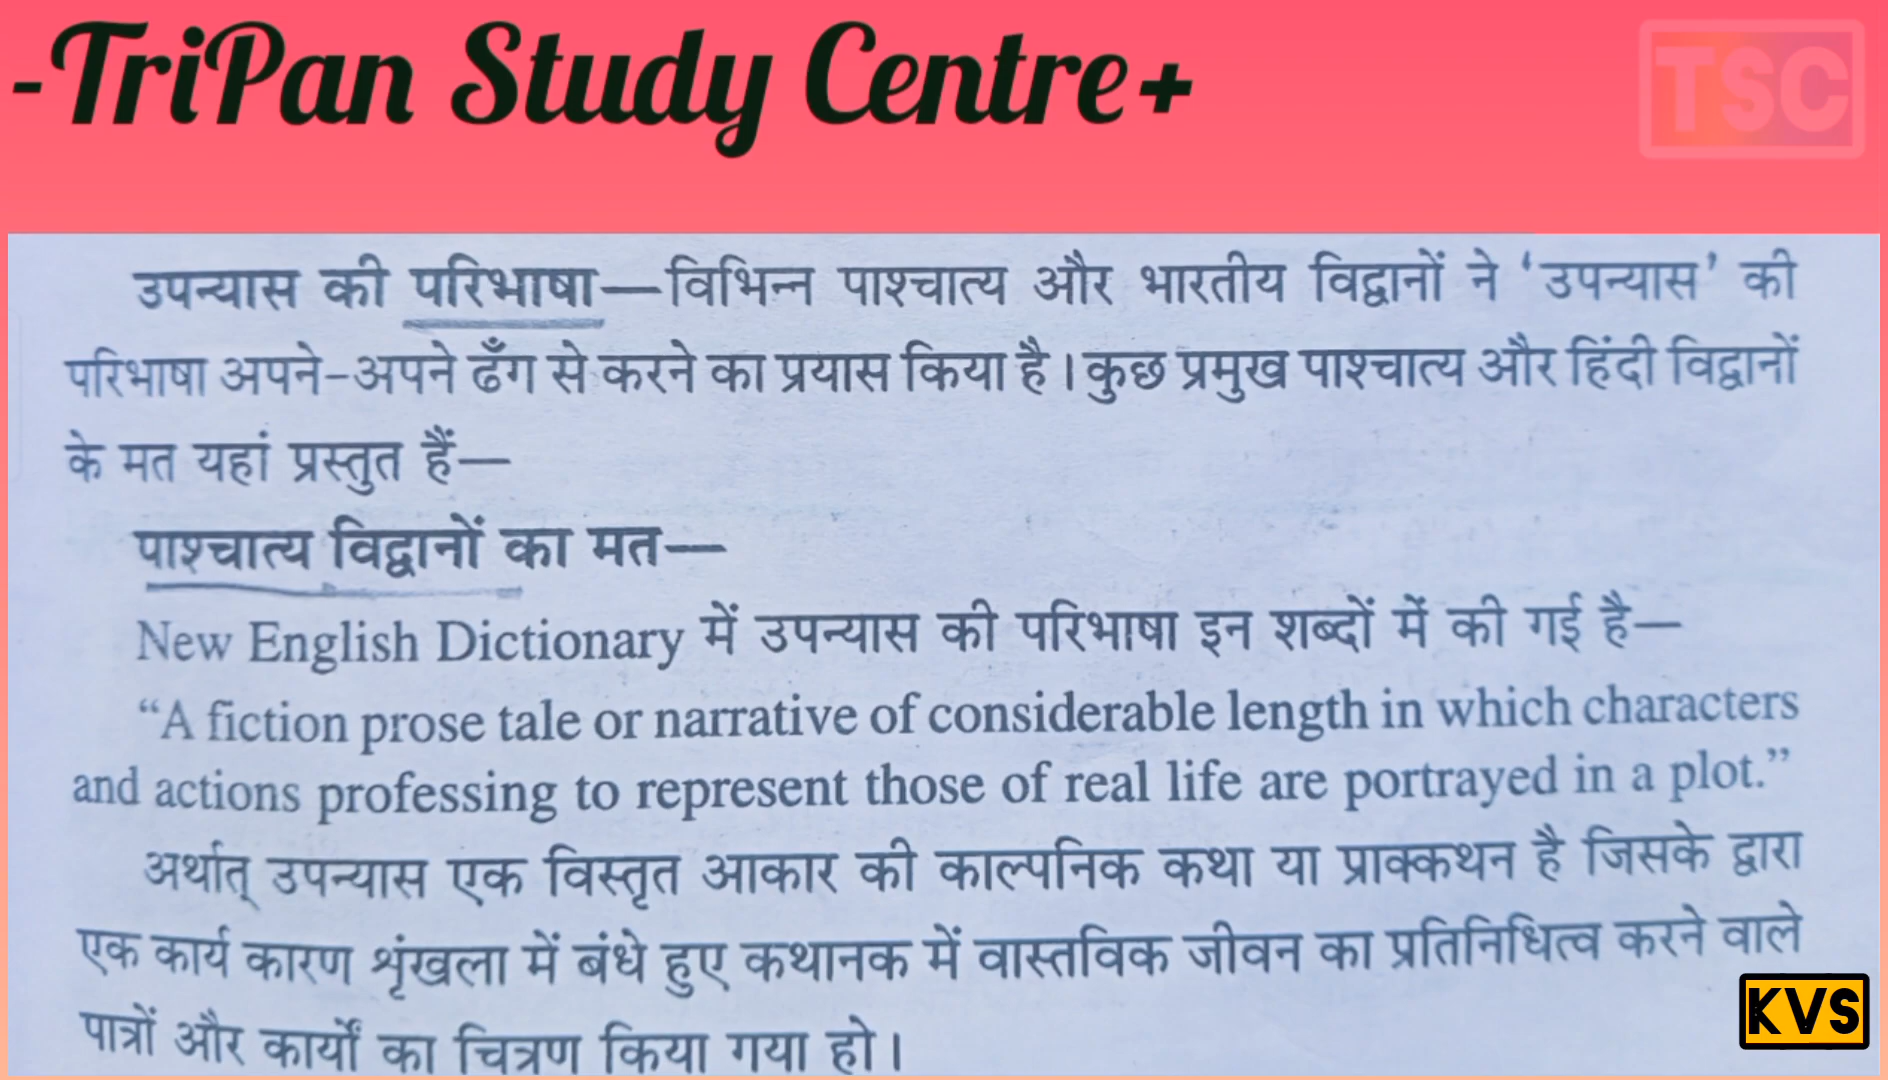 -TriPan Study Centre+
TSC
उपन्यास की परिभाषा—विभिन्न पाश्चात्य और भारतीय विद्वानों ने ‘उपन्यास’ की
परिभाषा अपने-अपने ढँग से करने का प्रयास किया है। कुछ प्रमुख पाश्चात्य और हिंदी विद्वानों
के मत यहां प्रस्तुत हैं—
पाश्चात्य विद्वानों का मत—
New English Dictionary में उपन्यास की परिभाषा इन शब्दों में की गई है—
“A fiction prose tale or narrative of considerable length in which characters
and actions professing to represent those of real life are portrayed in a plot.”
अर्थात् उपन्यास एक विस्तृत आकार की काल्पनिक कथा या प्राक्कथन है जिसके द्वारा
एक कार्य कारण शृंखला में बंधे हुए कथानक में वास्तविक जीवन का प्रतिनिधित्व करने वाले
पात्रों और कार्यों का चित्रण किया गया हो।
KVS